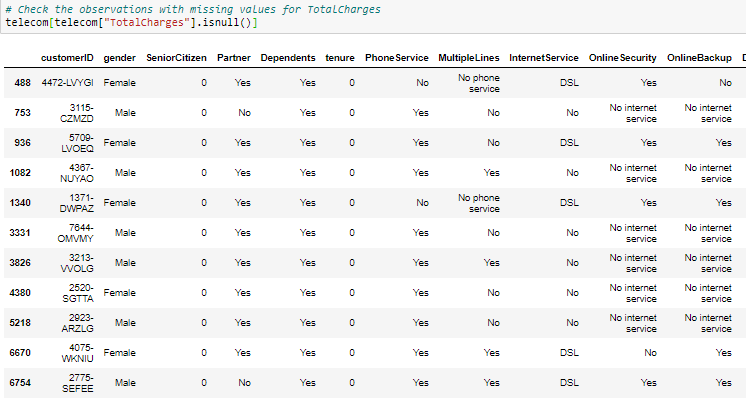 # Check the observations with missing values for TotalCharges
telecom[telecom["TotalCharges"].isnull()]
customerID gender SeniorCitizen Partner Dependents tenure PhoneService MultipleLines InternetService OnlineSecurity OnlineBackup
488 4472-LVYGI Female 0 Yes Yes 0 No No phone service DSL Yes No
753 3115-CZMZD Male 0 No Yes 0 Yes No No No internet service No internet service
936 5709-LVOEQ Female 0 Yes Yes 0 Yes No DSL Yes Yes
1082 4367-NUYAO Male 0 Yes Yes 0 Yes Yes No No internet service No internet service
1340 1371-DWPAZ Female 0 Yes Yes 0 No No phone service DSL Yes Yes
3331 7644-OMVMY Male 0 Yes Yes 0 Yes No No No internet service No internet service
3826 3213-VVOLG Male 0 Yes Yes 0 Yes Yes No No internet service No internet service
4380 2520-SGTTA Female 0 Yes Yes 0 Yes No No No internet service No internet service
5218 2923-ARZLG Male 0 Yes Yes 0 Yes No No No internet service No internet service
6670 4075-WKNIU Female 0 Yes Yes 0 Yes Yes DSL No Yes
6754 2775-SEFEE Male 0 No Yes 0 Yes Yes DSL Yes Yes